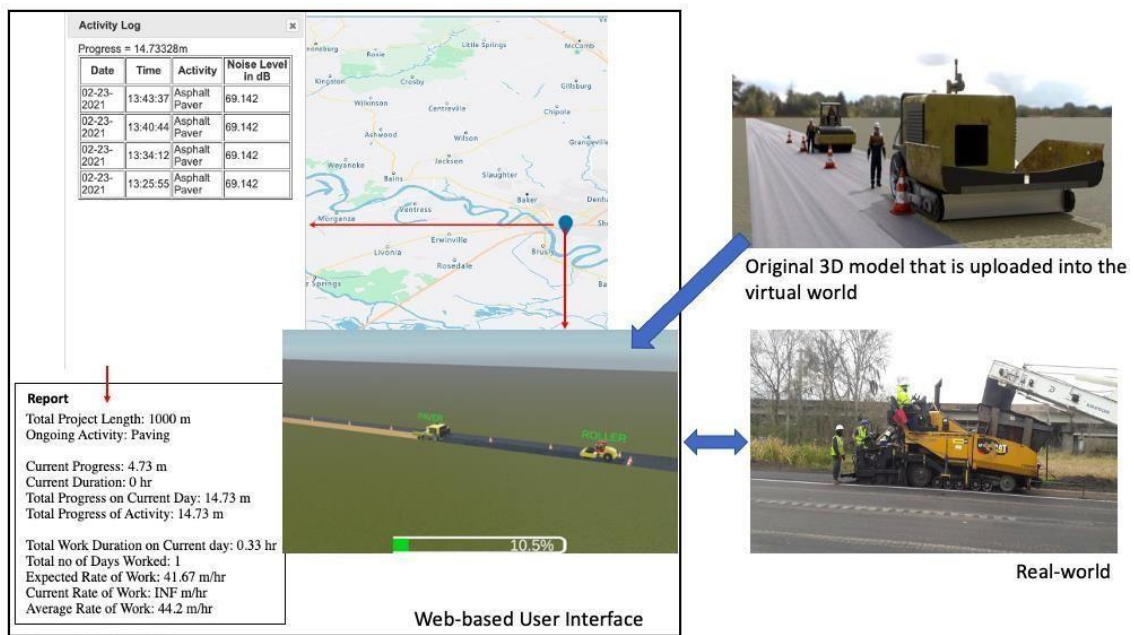 Activity Log
Progress = 14.73328m
Date Time Activity Noise Level in dB
02-23-2021 13:43:37 Asphalt Paver 69.142
02-23-2021 13:40:44 Asphalt Paver 69.142
02-23-2021 13:34:12 Asphalt Paver 69.142
02-23-2021 13:25:55 Asphalt Paver 69.142
Roxie
Little Springs
McComb
Kingston
Crosby
Gillsburg
Wilkinson
Centreville
Chipola
Ashwood
Wilson
Weyanoke
Jackson
Bains
Slaughter
Baker
Ventress
Morganza
Livonia
Erwinville
Brusly
Rosedale
Springs
Original 3D model that is uploaded into the
virtual world
PAVER
ROLLER
10.5%
Report
Total Project Length: 1000 m
Ongoing Activity: Paving
Current Progress: 4.73 m
Current Duration: 0 hr
Total Progress on Current Day: 14.73 m
Total Progress of Activity: 14.73 m
Total Work Duration on Current day: 0.33 hr
Total no of Days Worked: 1
Expected Rate of Work: 41.67 m/hr
Current Rate of Work: INF m/hr
Average Rate of Work: 44.2 m/hr
Web-based User Interface
Real-world